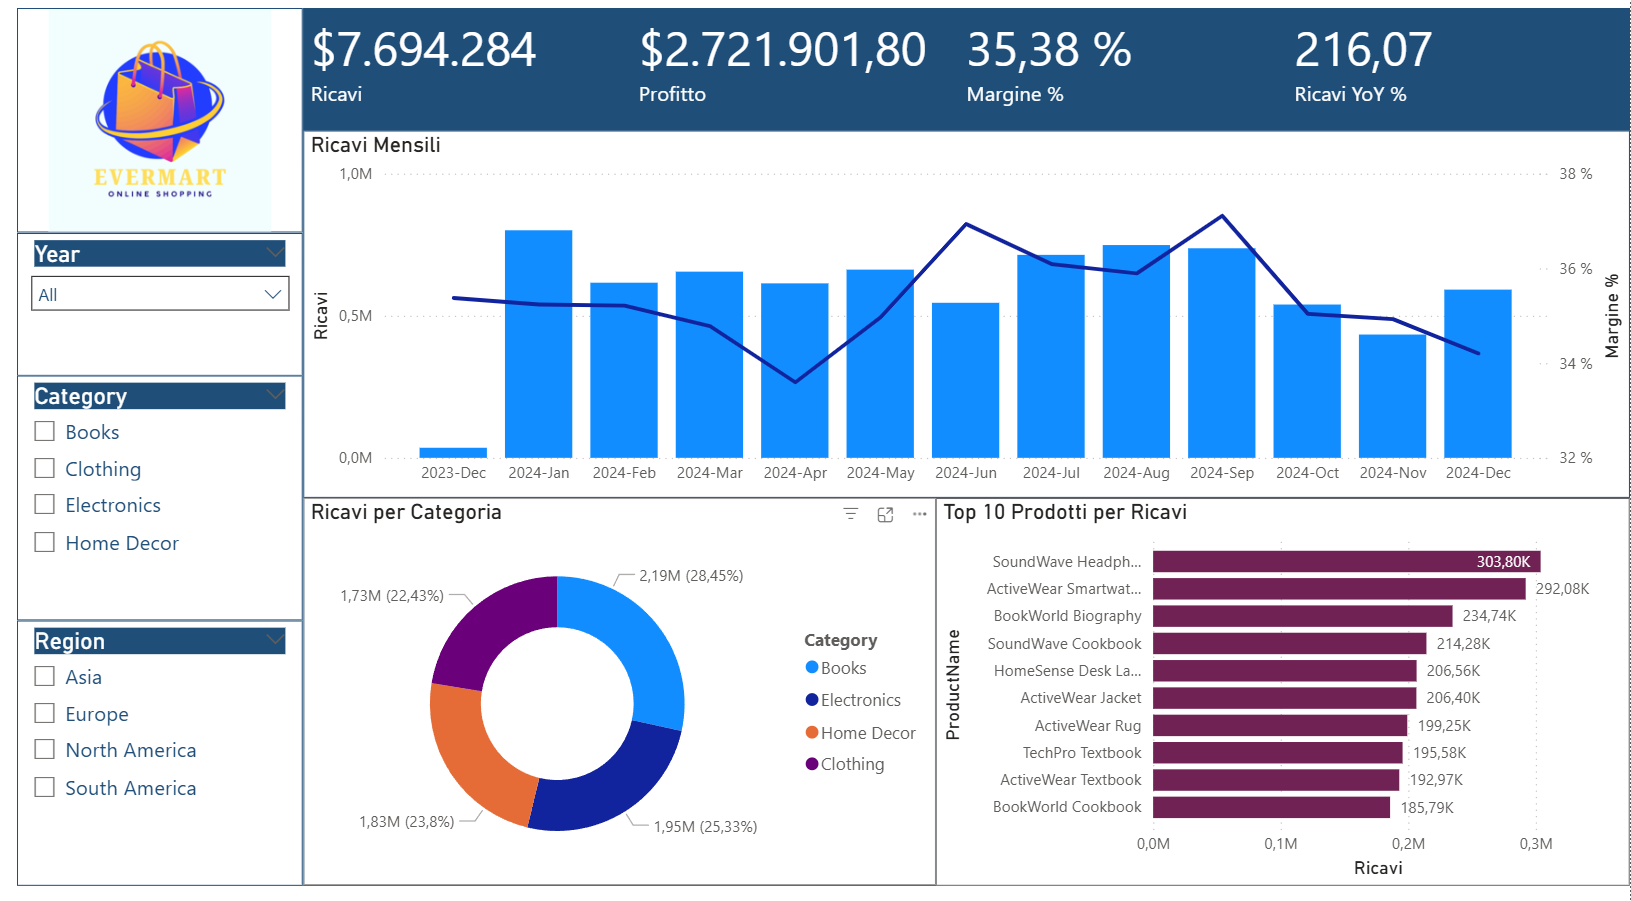 EVERMART
ONLINE SHOPPING
$7.694.284
Ricavi
$2.721.901,80
Profitto
35,38 %
Margine %
216,07
Ricavi YoY %
Year
All
Category
Books
Clothing
Electronics
Home Decor
Region
Asia
Europe
North America
South America
Ricavi Mensili
1,0M
0,5M
0,0M
Ricavi
38 %
36 %
34 %
32 %
Margine %
2023-Dec
2024-Jan
2024-Feb
2024-Mar
2024-Apr
2024-May
2024-Jun
2024-Jul
2024-Aug
2024-Sep
2024-Oct
2024-Nov
2024-Dec
Ricavi per Categoria
2,19M (28,45%)
1,73M (22,43%)
1,83M (23,8%)
1,95M (25,33%)
Category
Books
Electronics
Home Decor
Clothing
Top 10 Prodotti per Ricavi
ProductName
SoundWave Headph... 303,80K
ActiveWear Smartwat... 292,08K
BookWorld Biography 234,74K
SoundWave Cookbook 214,28K
HomeSense Desk La... 206,56K
ActiveWear Jacket 206,40K
ActiveWear Rug 199,25K
TechPro Textbook 195,58K
ActiveWear Textbook 192,97K
BookWorld Cookbook 185,79K
0,0M 0,1M 0,2M 0,3M
Ricavi